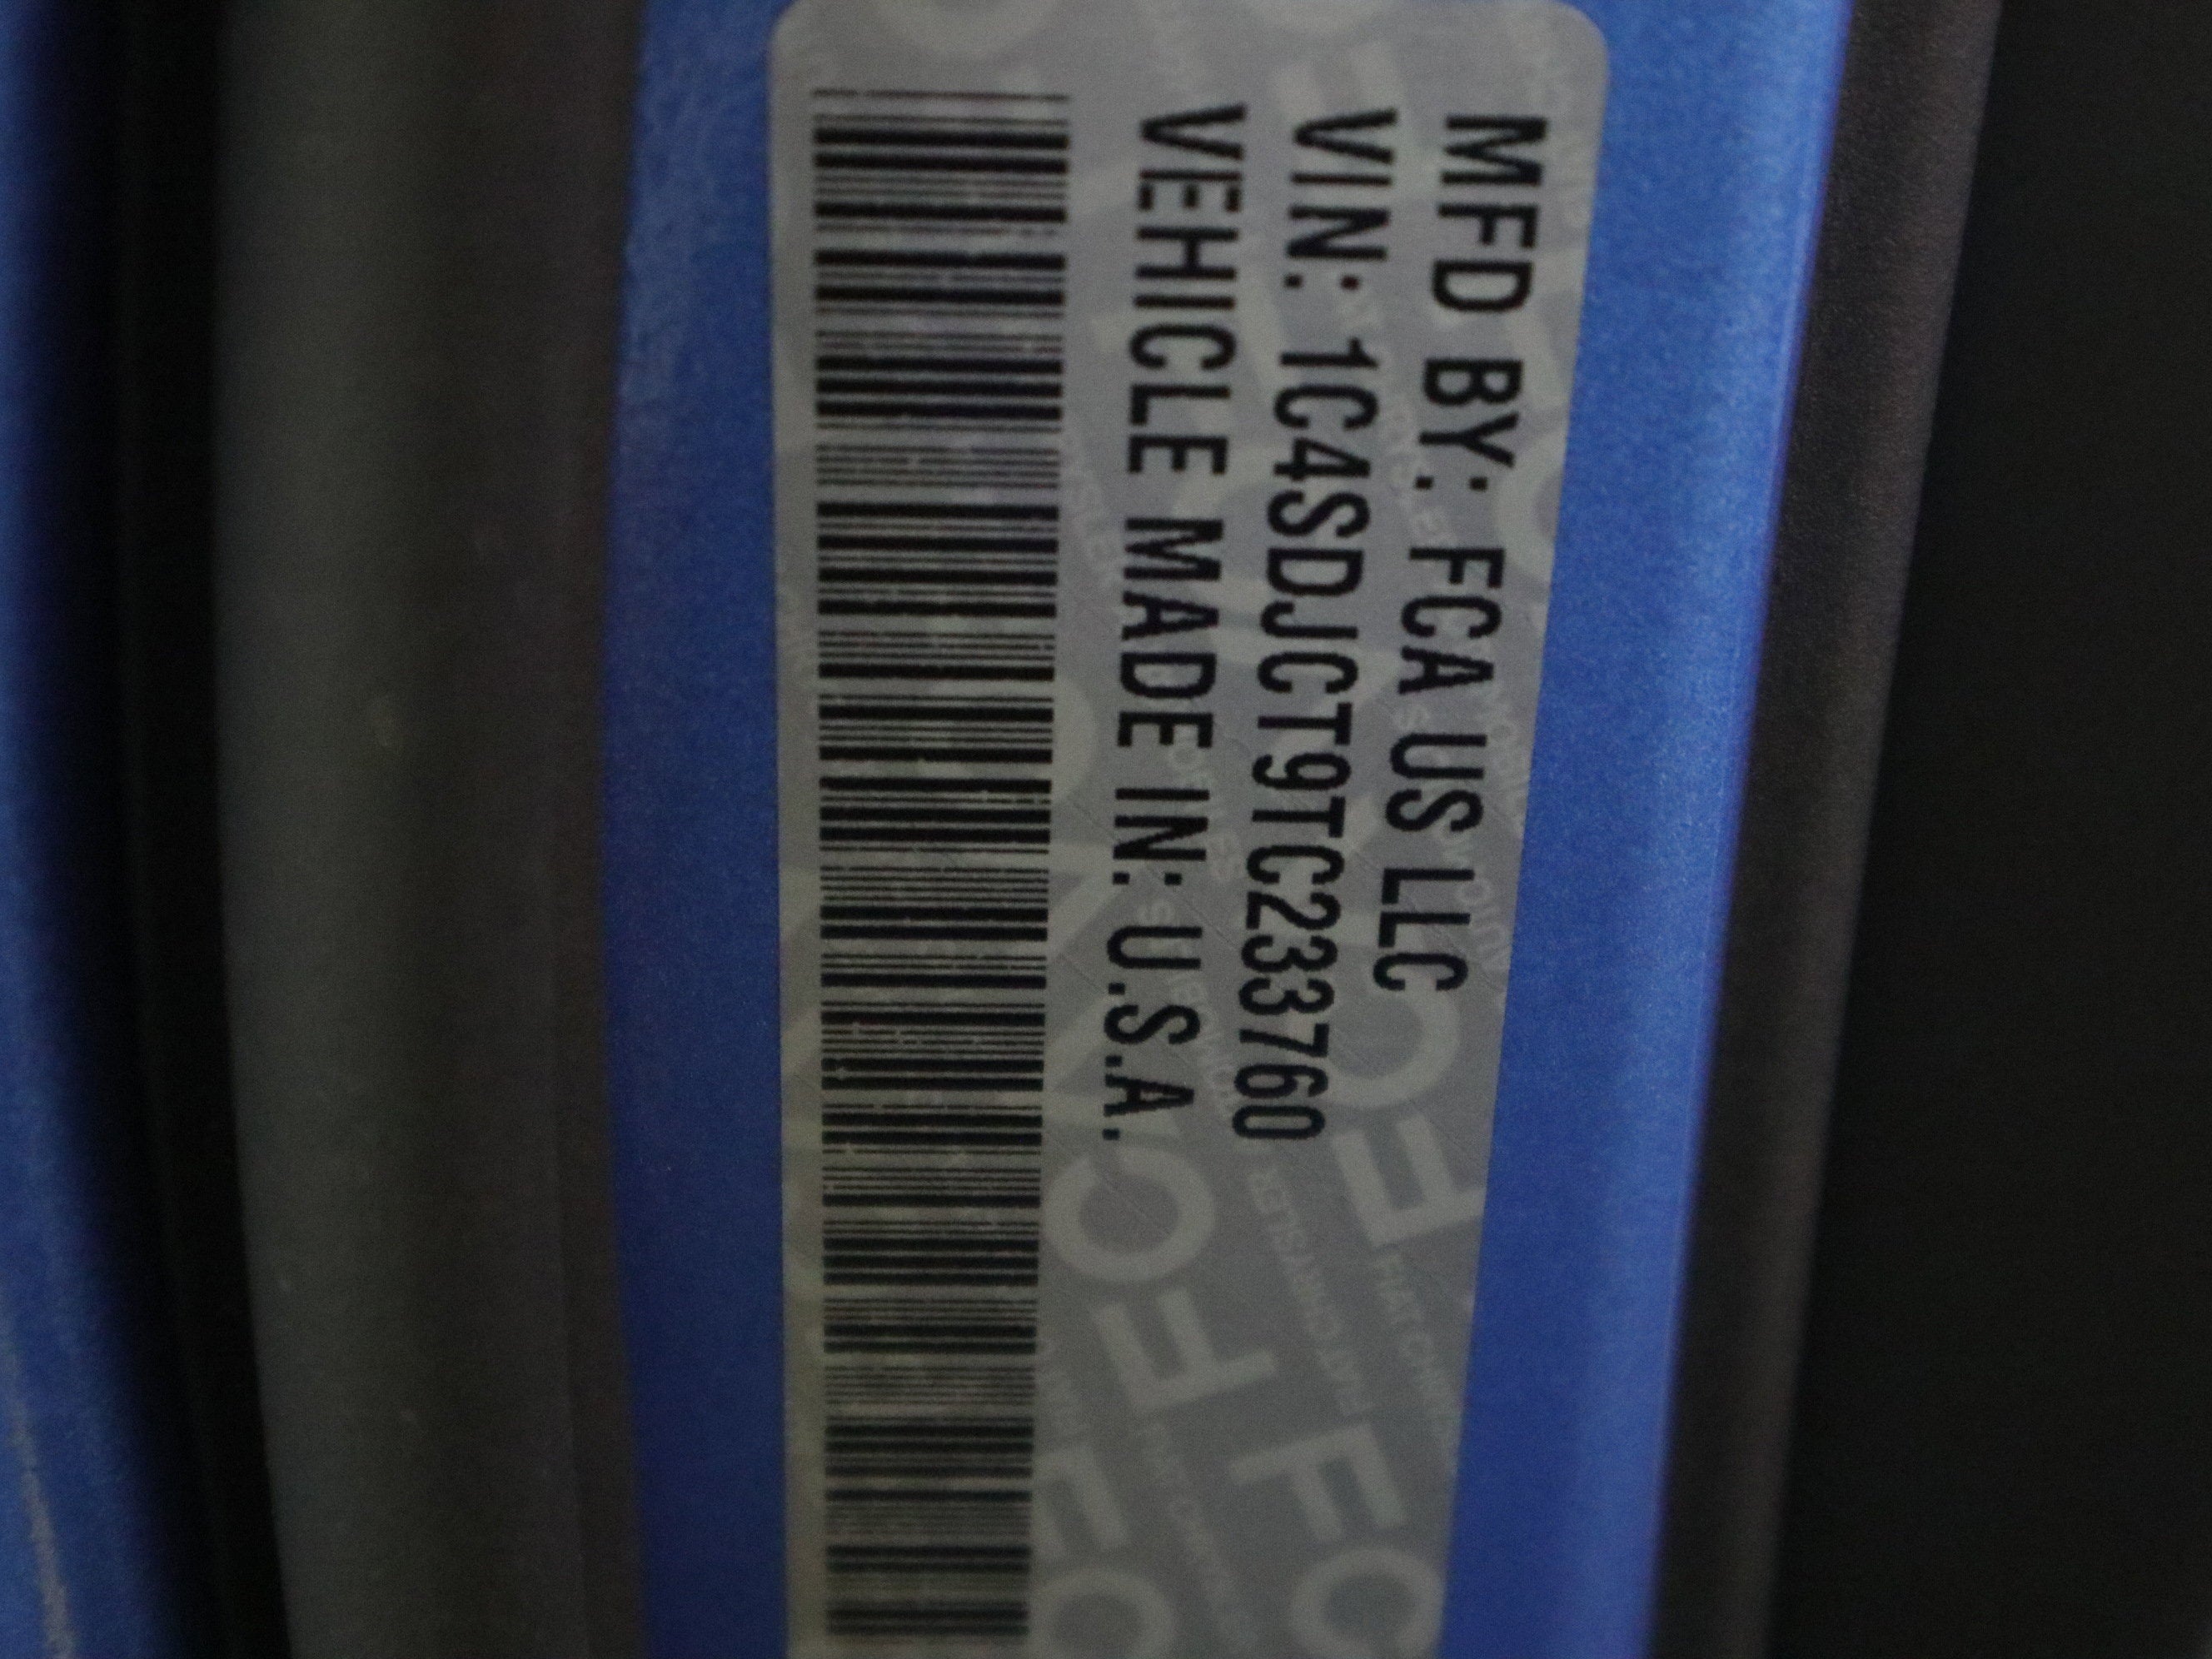 MFD BY: FCA US LLC
VIN: 1C4SDJCT9TC233760
VEHICLE MADE IN: U.S.A.